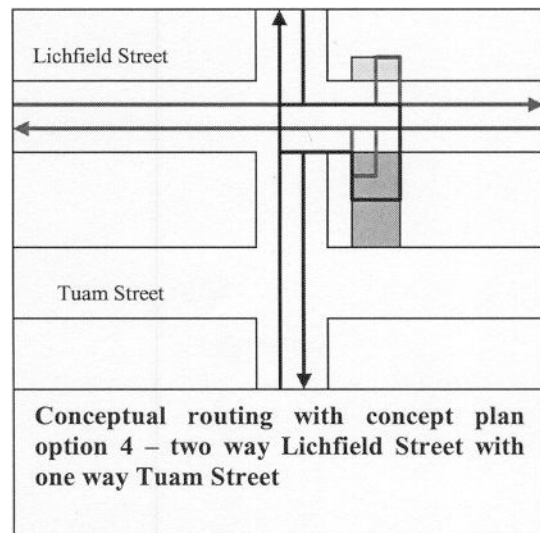 Lichfield Street
Tuam Street
Conceptual routing with concept plan
option 4 – two way Lichfield Street with
one way Tuam Street